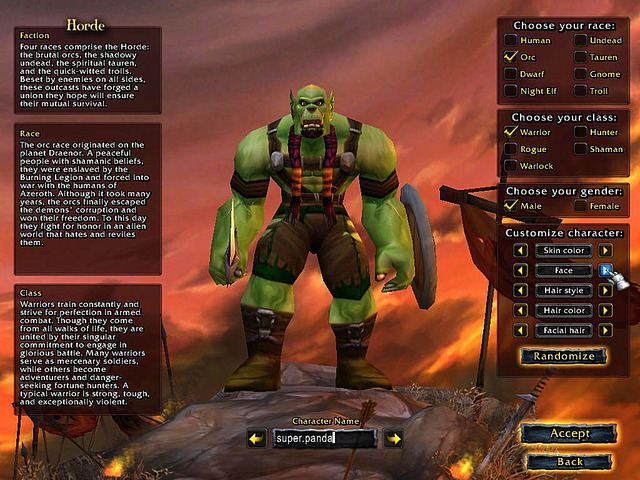 Horde
Faction
Four races comprise the Horde:
the brutal orcs, the shadowy
undead, the spiritual tauren,
and the quick-witted trolls.
Beset by enemies on all sides,
these outcasts have forged a
union they hope will ensure
their mutual survival.
Race
The orc race originated on the
planet Draenor. A peaceful
people with shamanic beliefs,
they were enslaved by the
Burning Legion and forced into
war with the humans of
Azeroth. Although it took many
years, the orcs finally escaped
the demons' corruption and
won their freedom. To this day
they fight for honor in an alien
world that hates and reviles
them.
Class
Warriors train constantly and
strive for perfection in armed
combat. Though they come
from all walks of life, they are
united by their singular
commitment to engage in
glorious battle. Many warriors
serve as mercenary soldiers,
while others become
adventurers and danger-
seeking fortune hunters. A
typical warrior is strong, tough,
and exceptionally violent.
Character Name
super.panda
Choose your race:
Human Undead
Orc Tauren
Dwarf Gnome
Night Elf Troll
Choose your class:
Warrior Hunter
Rogue Shaman
Warlock
Choose your gender:
Male Female
Customize character:
Skin color
Face
Hair style
Hair color
Facial hair
Randomize
Accept
Back